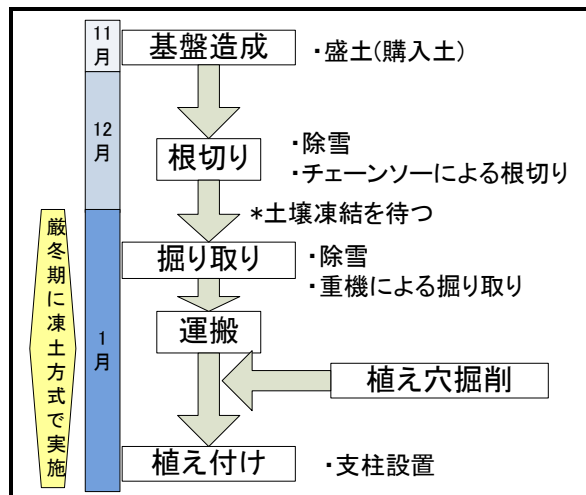 11月
基盤造成
・盛土(購入土)
12月
根切り
・除雪
・チェーンソーによる根切り
*土壌凍結を待つ
厳冬期に凍土方式で実施
1月
掘り取り
・除雪
・重機による掘り取り
運搬
植え穴掘削
植え付け
・支柱設置